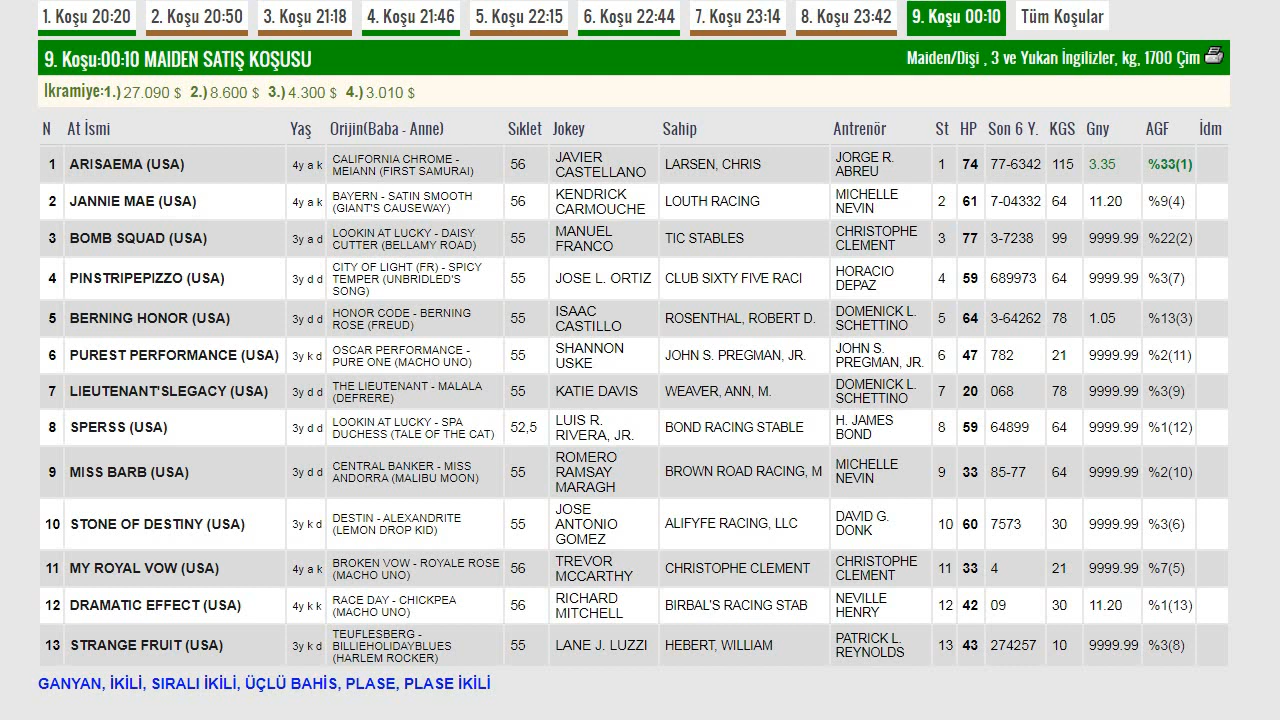 1. Koşu 20:20 2. Koşu 20:50 3. Koşu 21:18 4. Koşu 21:46 5. Koşu 22:15 6. Koşu 22:44 7. Koşu 23:14 8. Koşu 23:42 9. Koşu 00:10 Tüm Koşular
9. Koşu:00:10 MAIDEN SATIŞ KOŞUSU Maiden/Dişi , 3 ve Yukarı İngilizler, kg, 1700 Çim
Ikramiye:1.) 27.090 $ 2.) 8.600 $ 3.) 4.300 $ 4.) 3.010 $
N At İsmi Yaş Orijin(Baba - Anne) Sıklet Jokey Sahip Antrenör St HP Son 6 Y. KGS Gny AGF İdm
1 ARISAEMA (USA) 4y a k CALIFORNIA CHROME - MEIANN (FIRST SAMURAI) 56 JAVIER CASTELLANO LARSEN, CHRIS JORGE R. ABREU 1 74 77-6342 115 3.35 %33(1)
2 JANNIE MAE (USA) 4y a k BAYERN - SATIN SMOOTH (GIANT'S CAUSEWAY) 56 KENDRICK CARMOUCHE LOUTH RACING MICHELLE NEVIN 2 61 7-04332 64 11.20 %9(4)
3 BOMB SQUAD (USA) 3y a d LOOKIN AT LUCKY - DAISY CUTTER (BELLAMY ROAD) 55 MANUEL FRANCO TIC STABLES CHRISTOPHE CLEMENT 3 77 3-7238 99 9999.99 %22(2)
4 PINSTRIPEPIZZO (USA) 3y d d CITY OF LIGHT (FR) - SPICY TEMPER (UNBRIDLED'S SONG) 55 JOSE L. ORTIZ CLUB SIXTY FIVE RACI HORACIO DEPAZ 4 59 689973 64 9999.99 %3(7)
5 BERNING HONOR (USA) 3y d d HONOR CODE - BERNING ROSE (FREUD) 55 ISAAC CASTILLO ROSENTHAL, ROBERT D. DOMENICK L. SCHETTINO 5 64 3-64262 78 1.05 %13(3)
6 PUREST PERFORMANCE (USA) 3y k d OSCAR PERFORMANCE - PURE ONE (MACHO UNO) 55 SHANNON USKE JOHN S. PREGMAN, JR. JOHN S. PREGMAN, JR. 6 47 782 21 9999.99 %2(11)
7 LIEUTENANT'SLEGACY (USA) 3y d d THE LIEUTENANT - MALALA (DEFRERE) 55 KATIE DAVIS WEAVER, ANN, M. DOMENICK L. SCHETTINO 7 20 068 78 9999.99 %3(9)
8 SPERSS (USA) 3y d d LOOKIN AT LUCKY - SPA DUCHESS (TALE OF THE CAT) 52,5 LUIS R. RIVERA, JR. BOND RACING STABLE H. JAMES BOND 8 59 64899 64 9999.99 %1(12)
9 MISS BARB (USA) 3y d d CENTRAL BANKER - MISS ANDORRA (MALIBU MOON) 55 ROMERO RAMSAY MARAGH BROWN ROAD RACING, M MICHELLE NEVIN 9 33 85-77 64 9999.99 %2(10)
10 STONE OF DESTINY (USA) 3y k d DESTIN - ALEXANDRITE (LEMON DROP KID) 55 JOSE ANTONIO GOMEZ ALIFYFE RACING, LLC DAVID G. DONK 10 60 7573 30 9999.99 %3(6)
11 MY ROYAL VOW (USA) 4y a k BROKEN VOW - ROYALE ROSE (MACHO UNO) 56 TREVOR MCCARTHY CHRISTOPHE CLEMENT CHRISTOPHE CLEMENT 11 33 4 21 9999.99 %7(5)
12 DRAMATIC EFFECT (USA) 4y k k RACE DAY - CHICKPEA (MACHO UNO) 56 RICHARD MITCHELL BIRBAL'S RACING STAB NEVILLE HENRY 12 42 09 30 11.20 %1(13)
13 STRANGE FRUIT (USA) 3y k d TEUFLESBERG - BILLIEHOLIDAYBLUES (HARLEM ROCKER) 55 LANE J. LUZZI HEBERT, WILLIAM PATRICK L. REYNOLDS 13 43 274257 10 9999.99 %3(8)
GANYAN, İKİLİ, SIRALI İKİLİ, ÜÇLÜ BAHİS, PLASE, PLASE İKİLİ